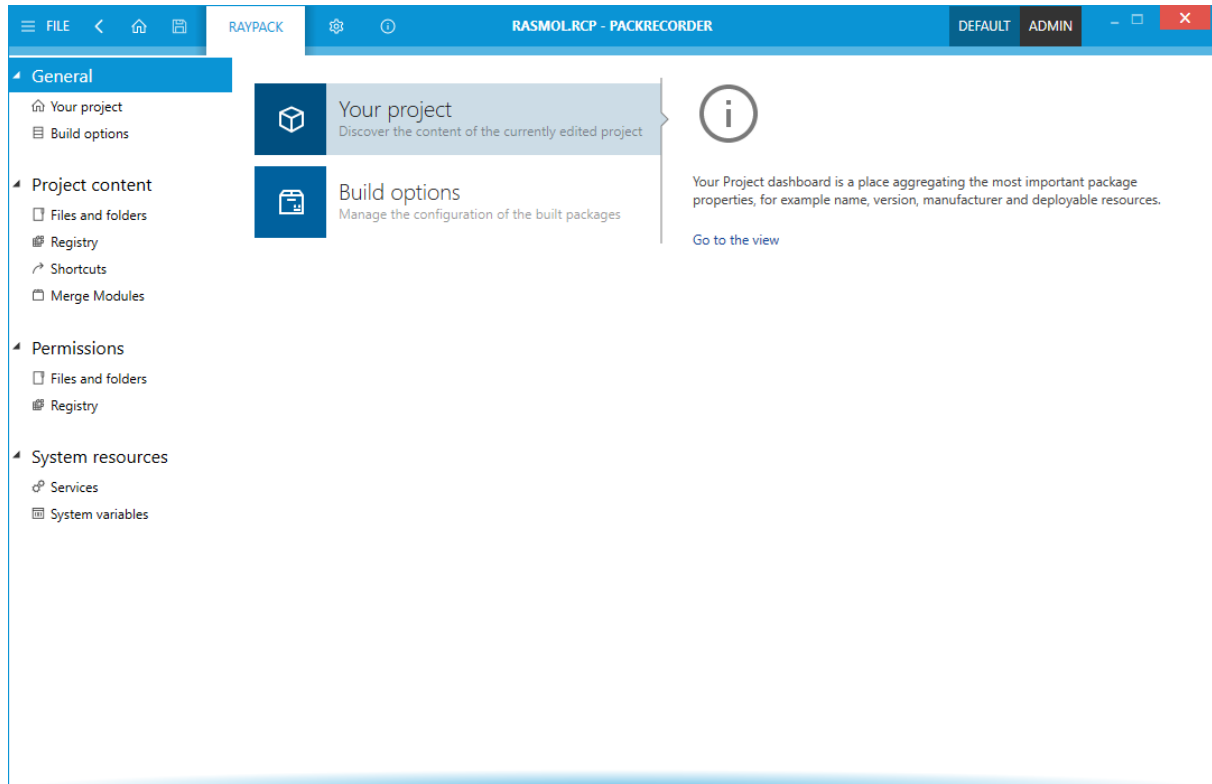 FILE
RAYPACK
RASMOL.RCP - PACKRECORDER
DEFAULT
ADMIN
General
Your project
Build options
Project content
Files and folders
Registry
Shortcuts
Merge Modules
Permissions
Files and folders
Registry
System resources
Services
System variables
Your project
Discover the content of the currently edited project
Build options
Manage the configuration of the built packages
Your Project dashboard is a place aggregating the most important package
properties, for example name, version, manufacturer and deployable resources.
Go to the view